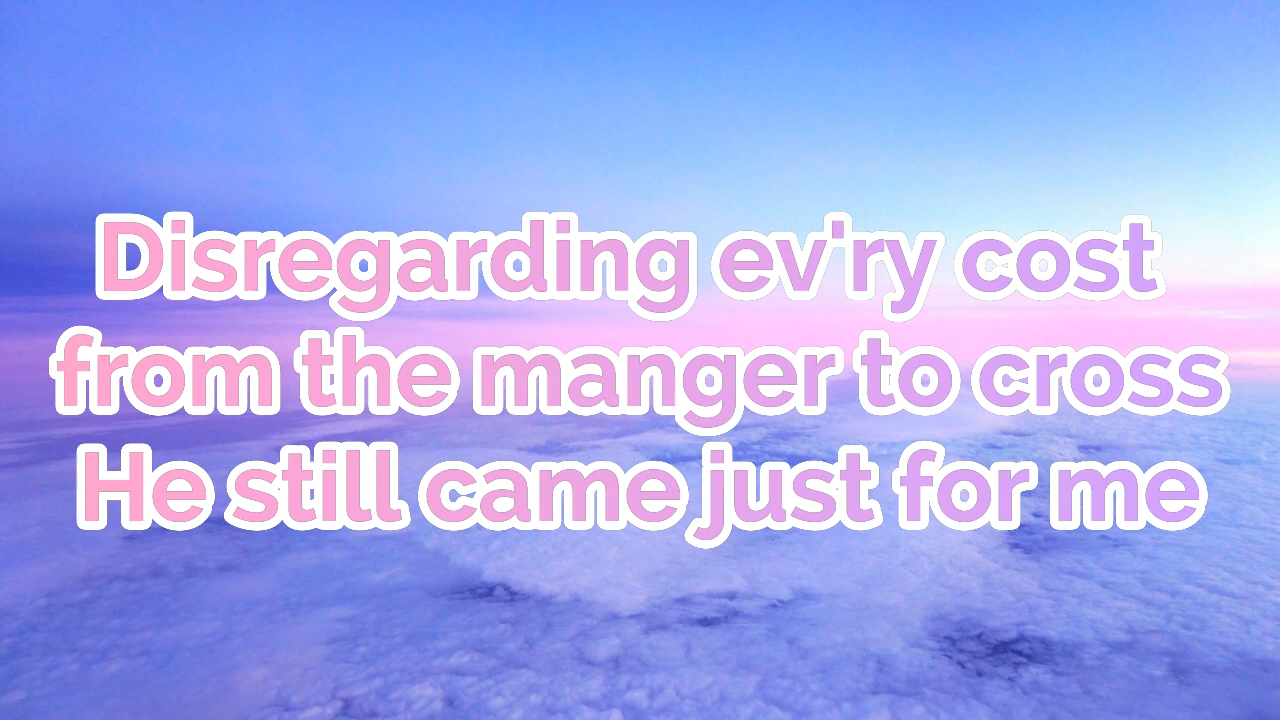 Disregarding ev'ry cost
from the manger to cross
He still came just for me